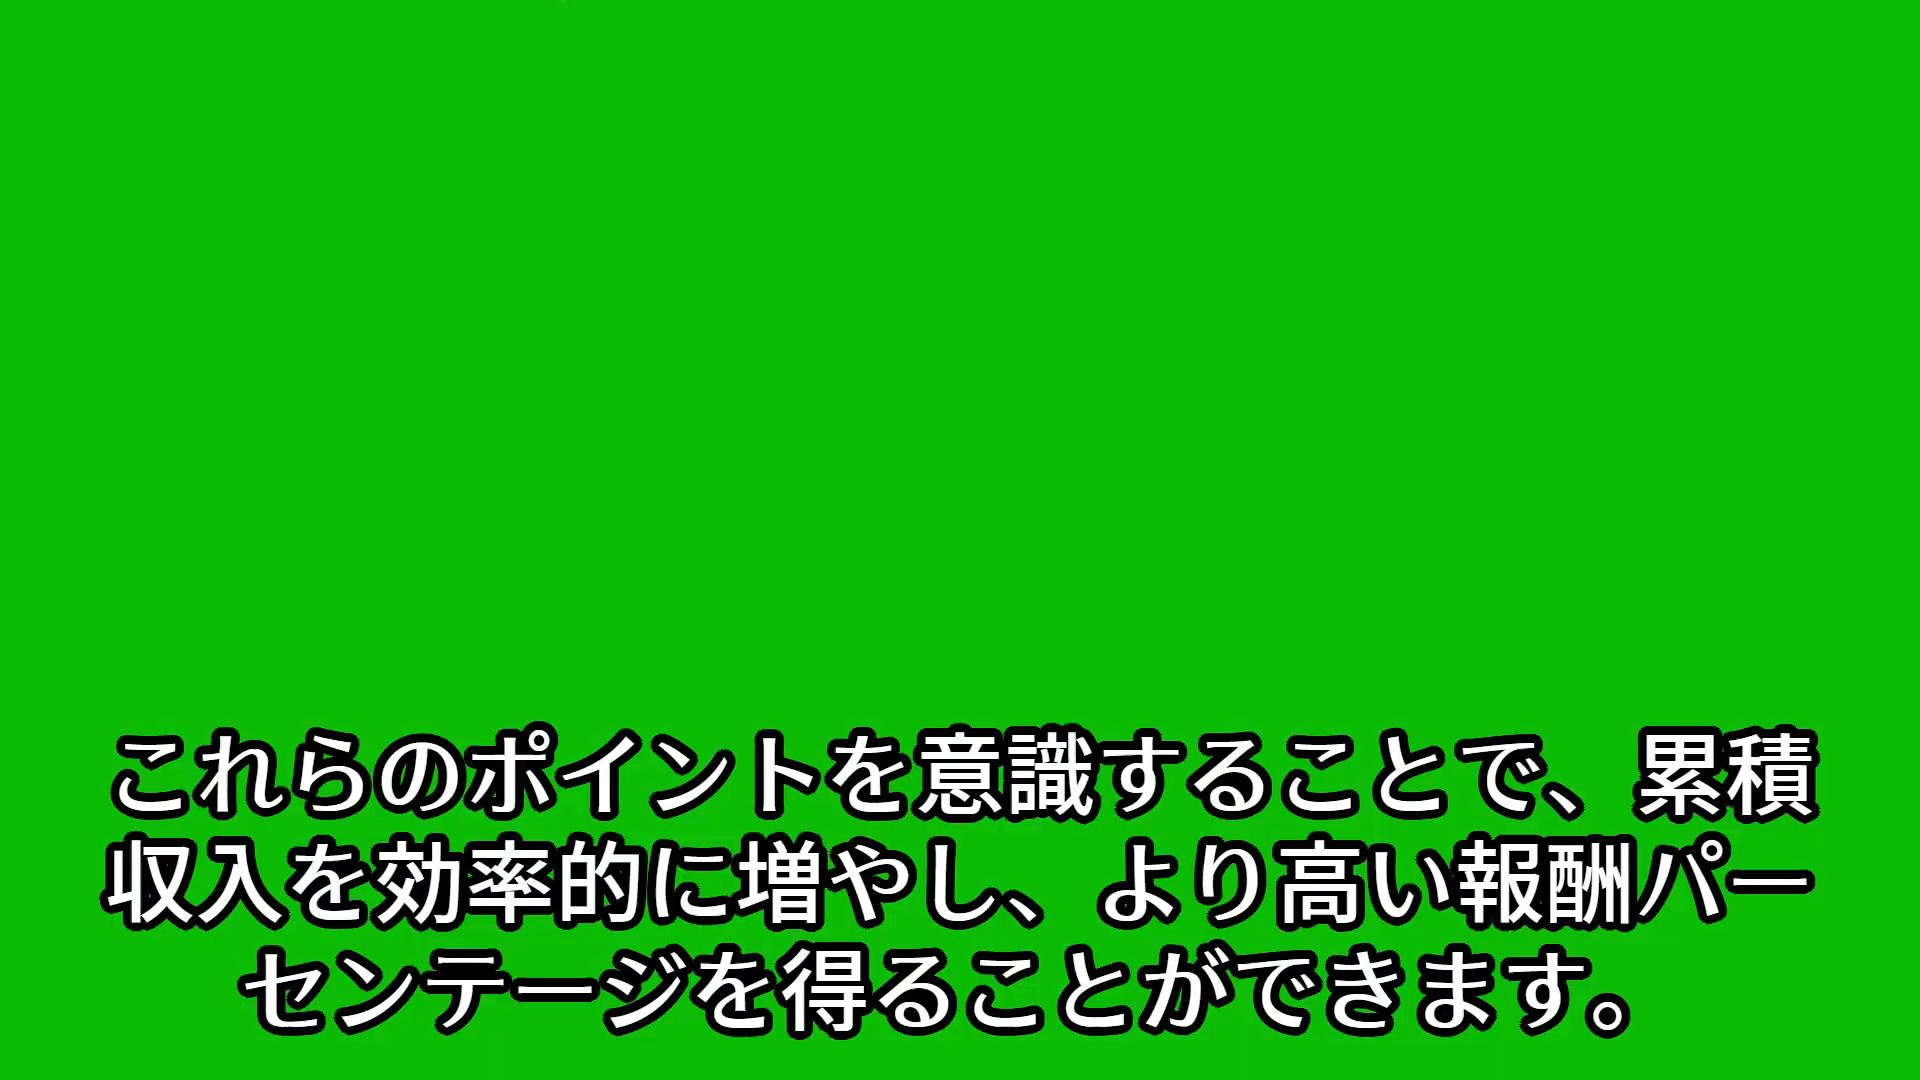 これらのポイントを意識することで、累積
収入を効率的に増やし、より高い報酬パー
センテージを得ることができます。